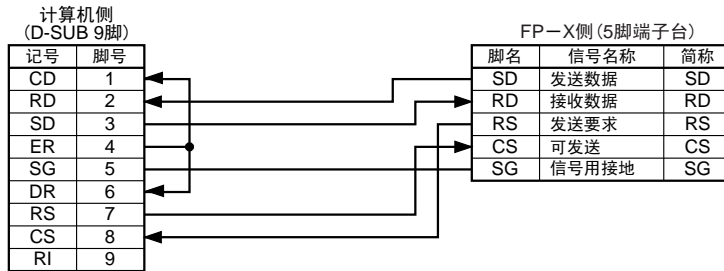 计算机侧
(D-SUB 9脚)
记号 脚号
CD 1
RD 2
SD 3
ER 4
SG 5
DR 6
RS 7
CS 8
RI 9
FP－X侧(5脚端子台)
脚名 信号名称 简称
SD 发送数据 SD
RD 接收数据 RD
RS 发送要求 RS
CS 可发送 CS
SG 信号用接地 SG